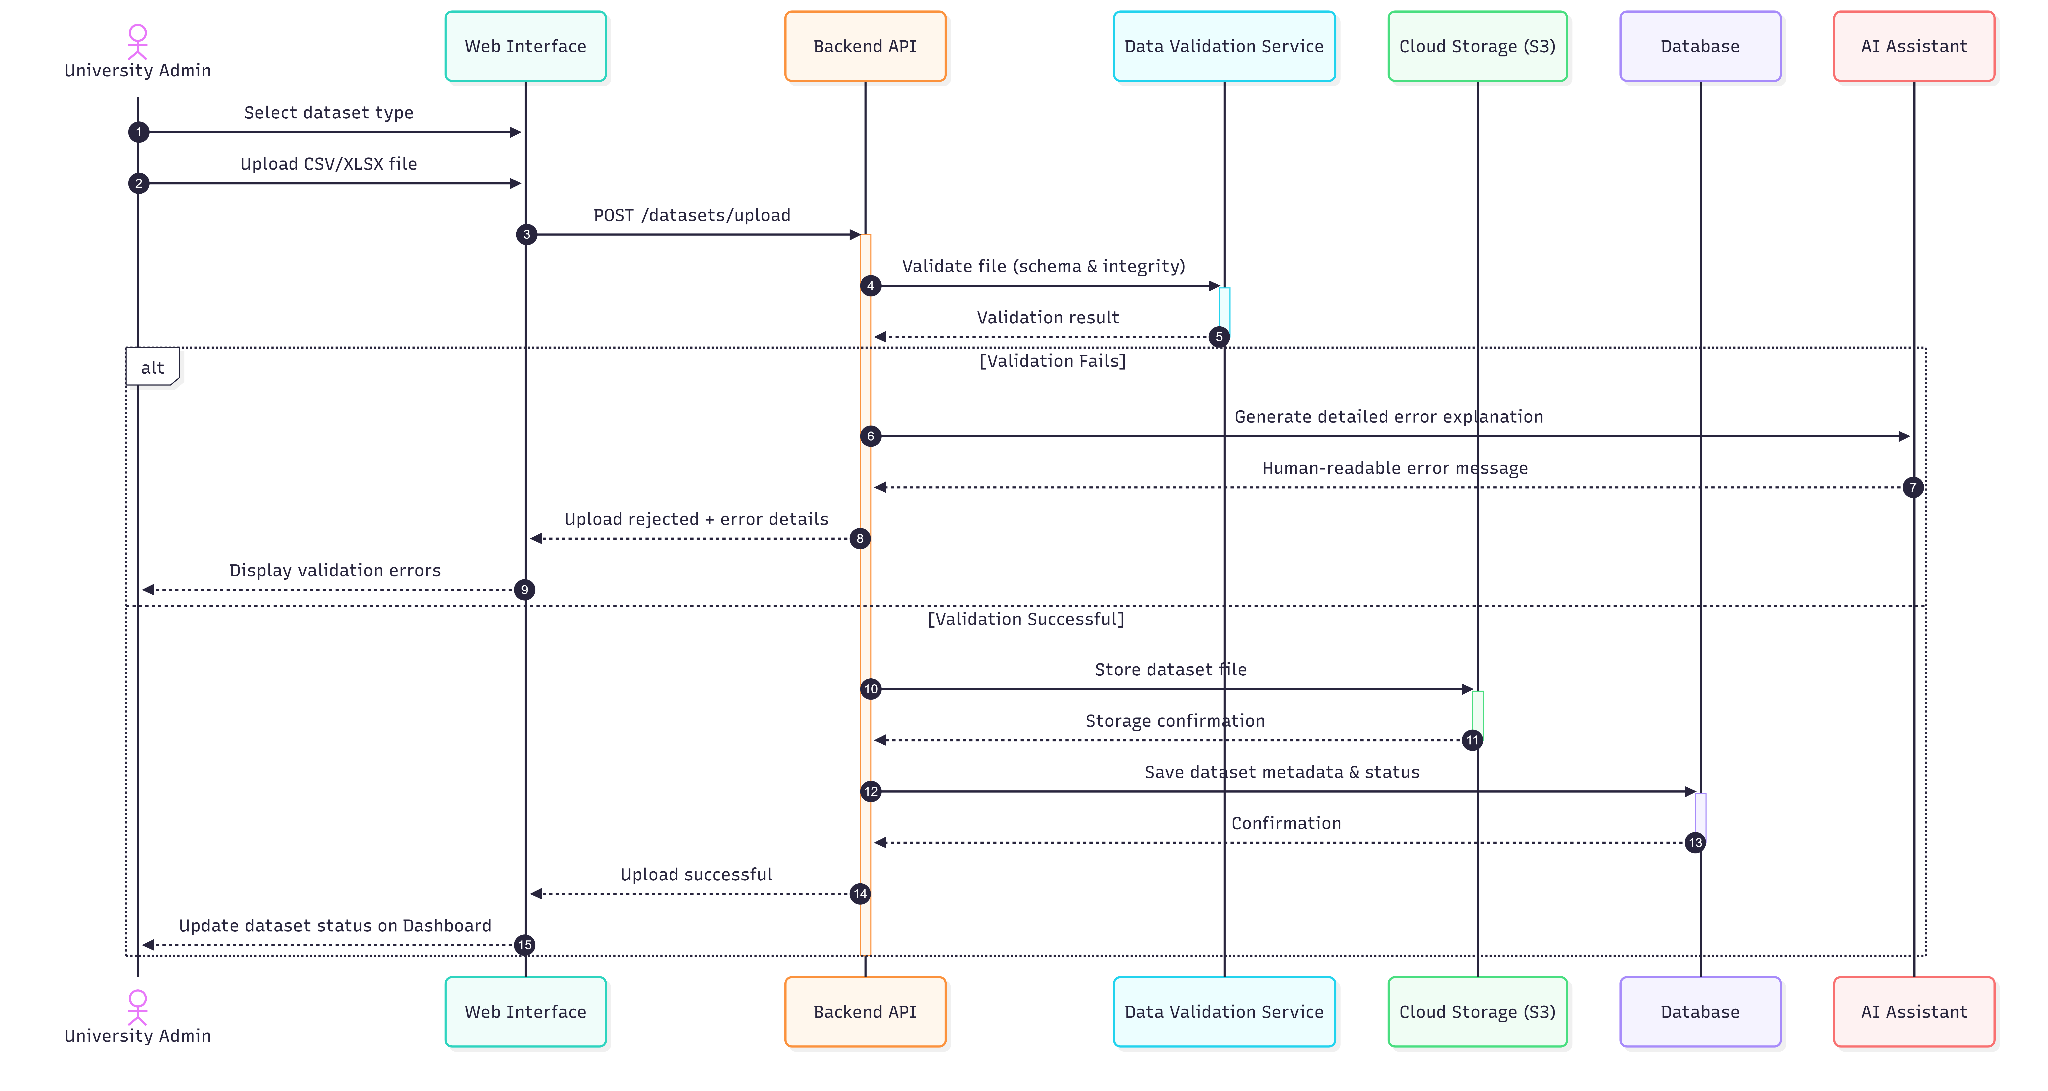 University Admin
Web Interface
Backend API
Data Validation Service
Cloud Storage (S3)
Database
AI Assistant
Select dataset type
1
Upload CSV/XLSX file
2
POST /datasets/upload
3
Validate file (schema & integrity)
4
Validation result
5
alt
[Validation Fails]
Generate detailed error explanation
6
Human-readable error message
7
Upload rejected + error details
8
Display validation errors
9
[Validation Successful]
Store dataset file
10
Storage confirmation
11
Save dataset metadata & status
12
Confirmation
13
Upload successful
14
Update dataset status on Dashboard
15
University Admin
Web Interface
Backend API
Data Validation Service
Cloud Storage (S3)
Database
AI Assistant